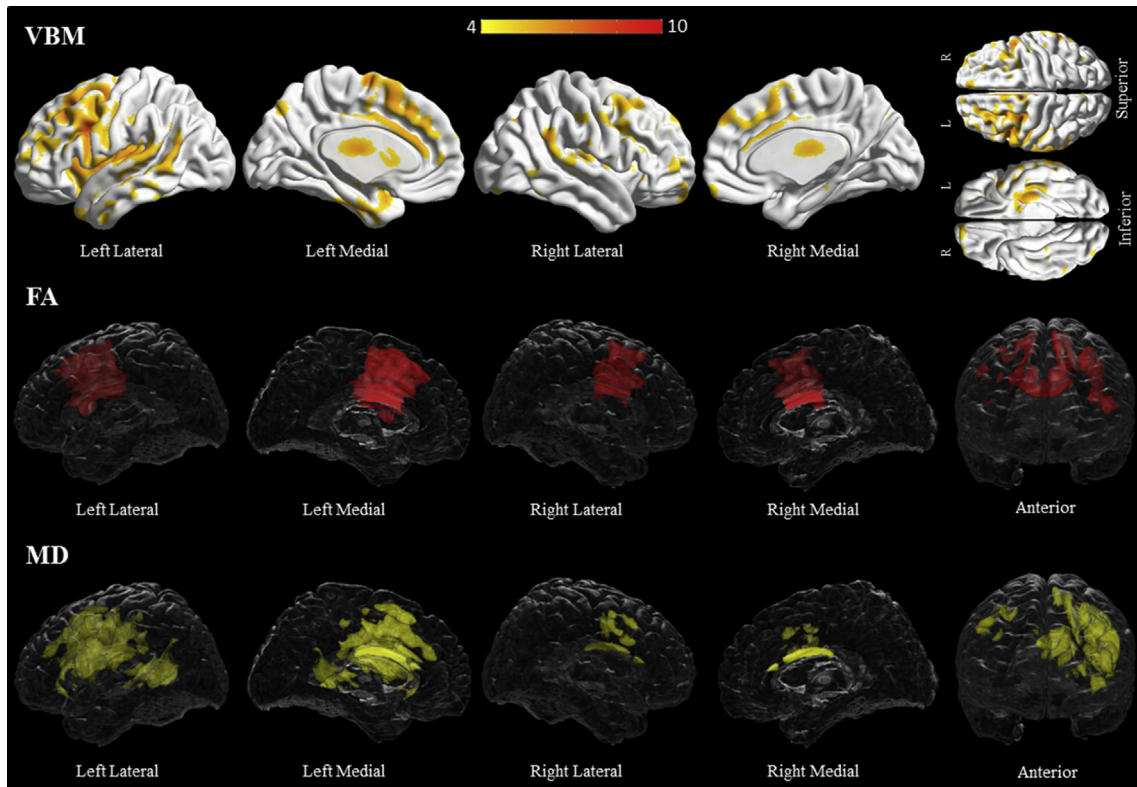 VBM
4 10
R
L
Superior
L
R
Inferior
Left Lateral
Left Medial
Right Lateral
Right Medial
FA
Left Lateral
Left Medial
Right Lateral
Right Medial
Anterior
MD
Left Lateral
Left Medial
Right Lateral
Right Medial
Anterior